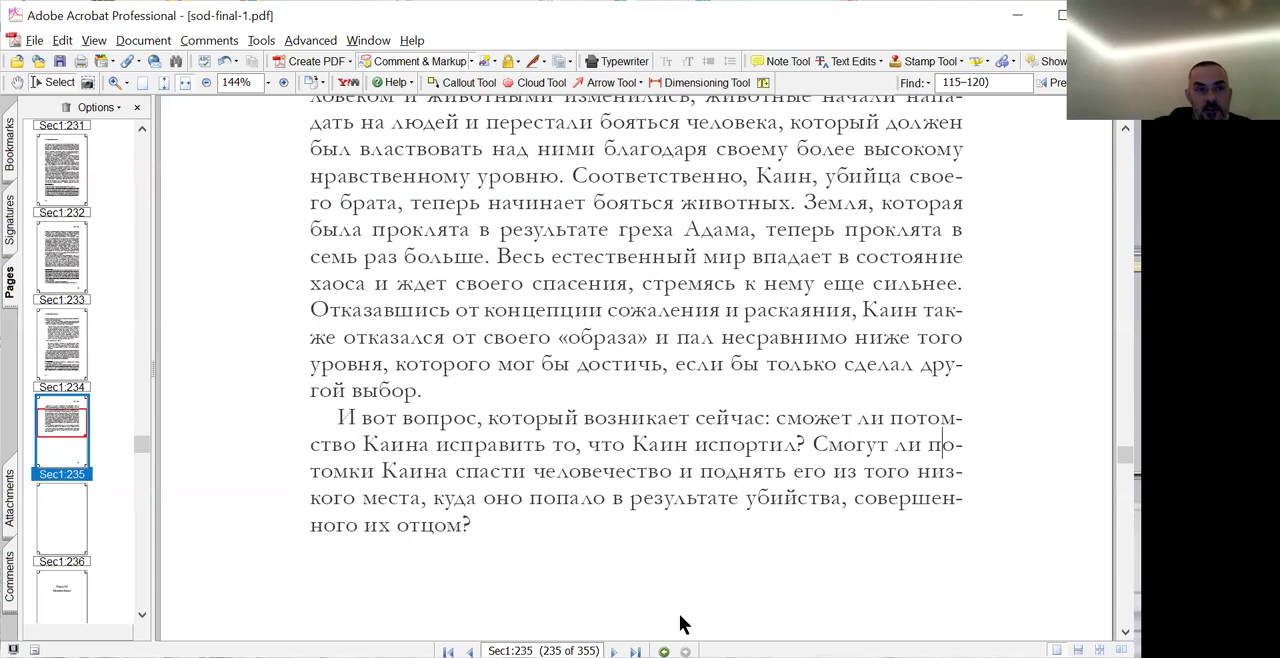 Adobe Acrobat Professional - [sod-final-1.pdf]
File Edit View Document Comments Tools Advanced Window Help
Create PDF Comment & Markup Typewriter Note Tool Text Edits Stamp Tool Show
Select 144% Help Callout Tool Cloud Tool Arrow Tool Dimensioning Tool Find: 115–120) Pre
Options
Bookmarks
Signatures
Pages
Attachments
Comments
Sec1:231
Sec1:232
Sec1:233
Sec1:234
Sec1:235
Sec1:236
ловеком и животными изменились, животные начали напа-
дать на людей и перестали бояться человека, который должен
был властвовать над ними благодаря своему более высокому
нравственному уровню. Соответственно, Каин, убийца свое-
го брата, теперь начинает бояться животных. Земля, которая
была проклята в результате греха Адама, теперь проклята в
семь раз больше. Весь естественный мир впадает в состояние
хаоса и ждет своего спасения, стремясь к нему еще сильнее.
Отказавшись от концепции сожаления и раскаяния, Каин так-
же отказался от своего «образа» и пал несравнимо ниже того
уровня, которого мог бы достичь, если бы только сделал дру-
гой выбор.
И вот вопрос, который возникает сейчас: сможет ли потом-
ство Каина исправить то, что Каин испортил? Смогут ли по-
томки Каина спасти человечество и поднять его из того низ-
кого места, куда оно попало в результате убийства, совершен-
ного их отцом?
Sec1:235 (235 of 355)